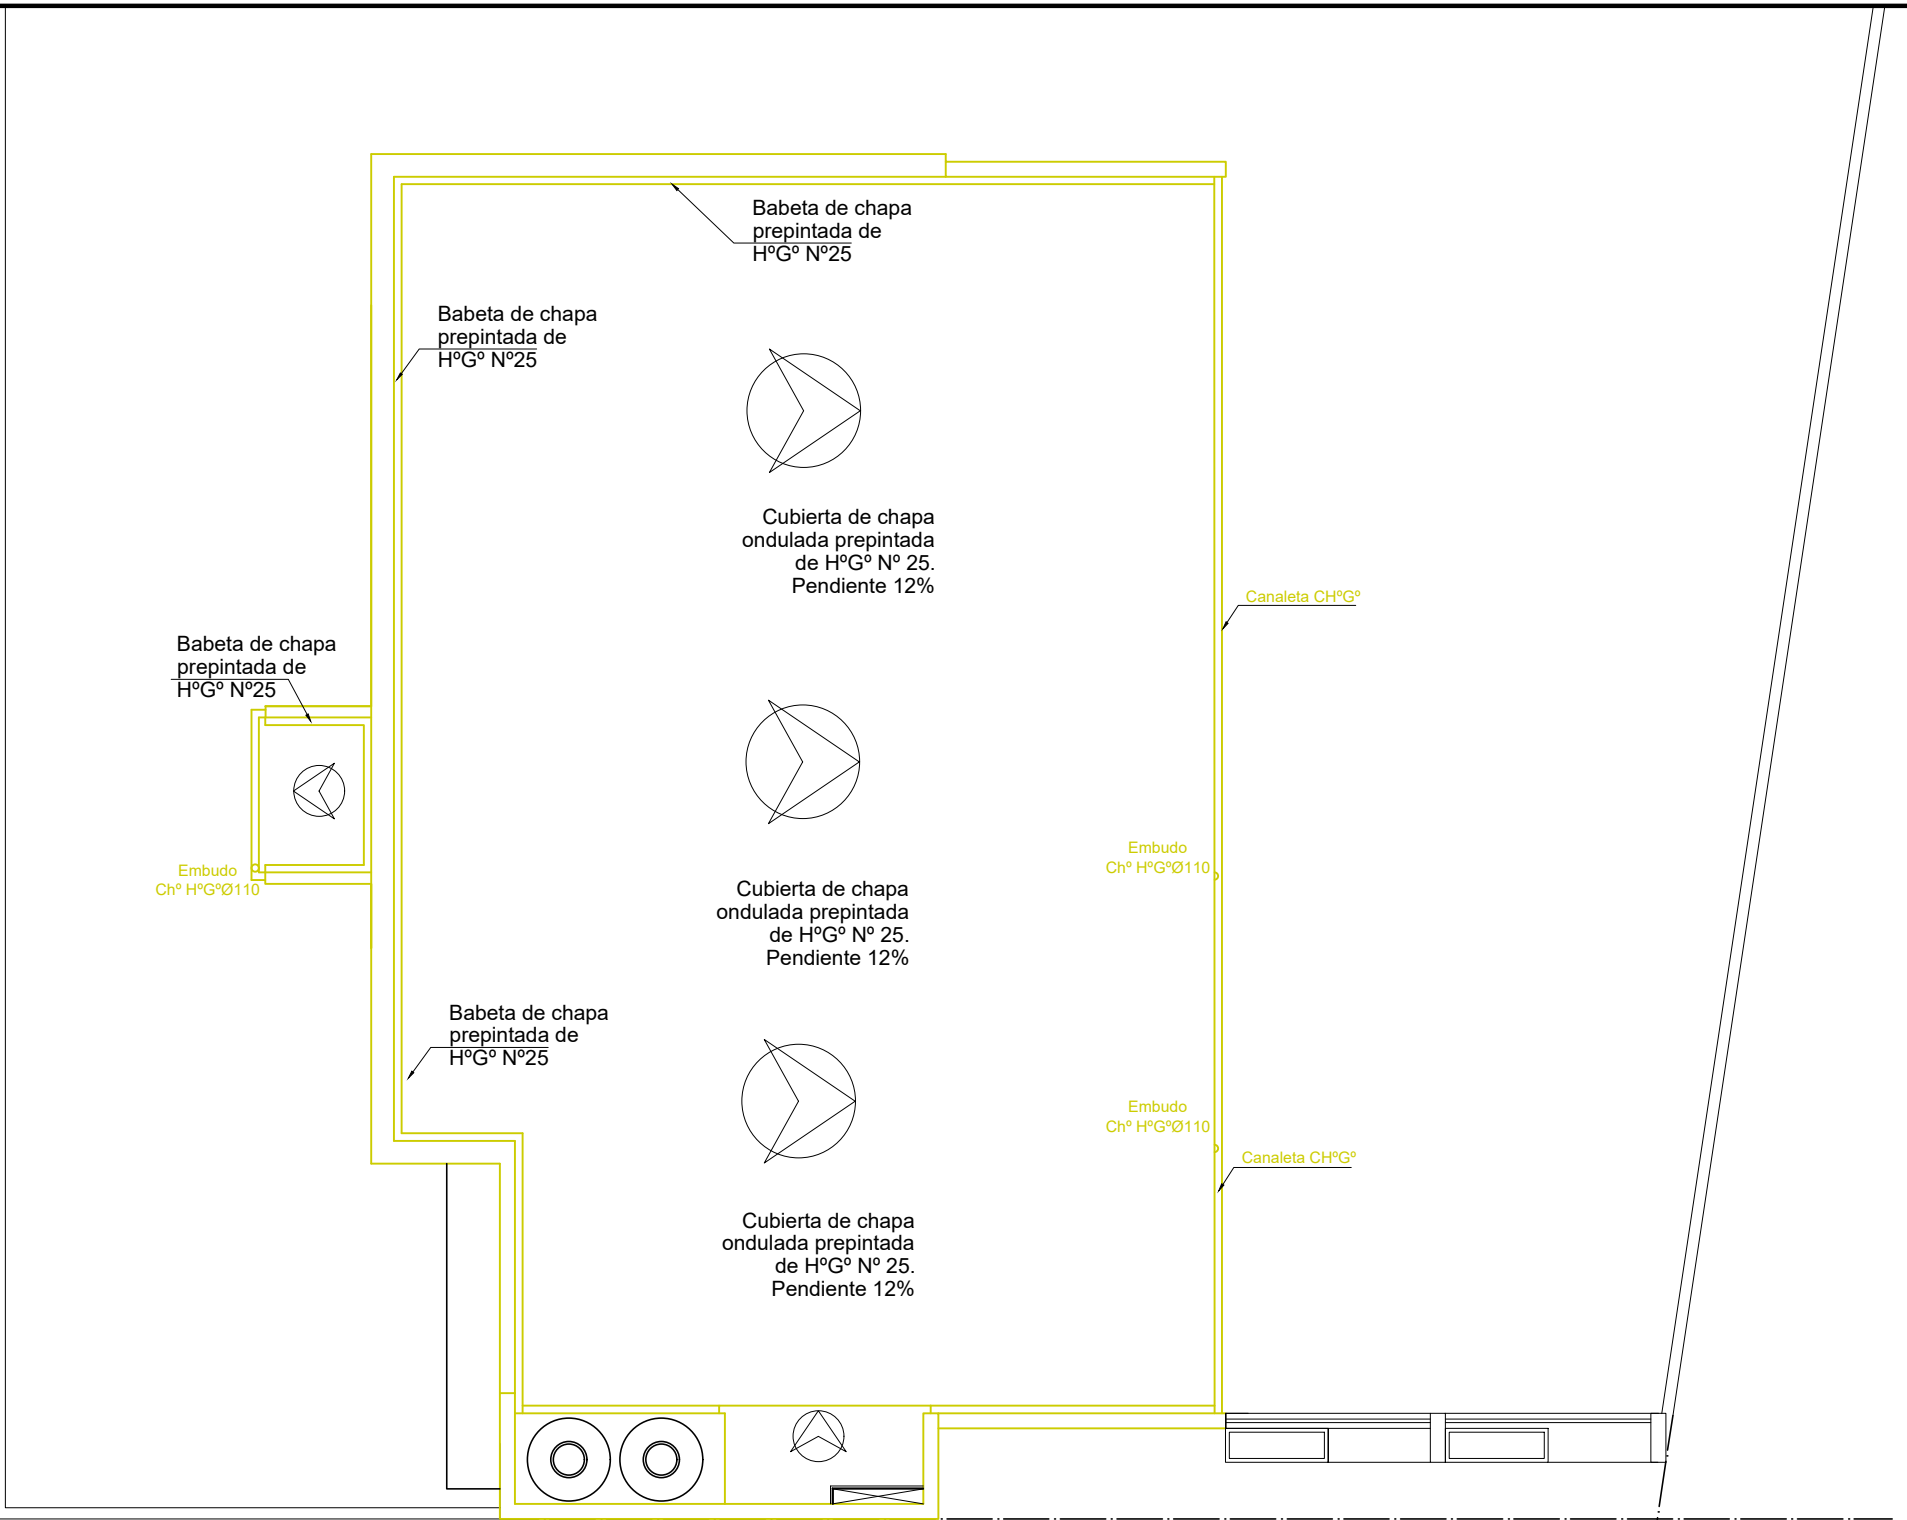 Babeta de chapa
prepintada de
HºGº Nº25
Babeta de chapa
prepintada de
HºGº Nº25
Cubierta de chapa
ondulada prepintada
de HºGº Nº 25.
Pendiente 12%
Canaleta CHºGº
Babeta de chapa
prepintada de
HºGº Nº25
Embudo
Chº HºGºØ110
Embudo
Chº HºGºØ110
Cubierta de chapa
ondulada prepintada
de HºGº Nº 25.
Pendiente 12%
Babeta de chapa
prepintada de
HºGº Nº25
Embudo
Chº HºGºØ110
Canaleta CHºGº
Cubierta de chapa
ondulada prepintada
de HºGº Nº 25.
Pendiente 12%